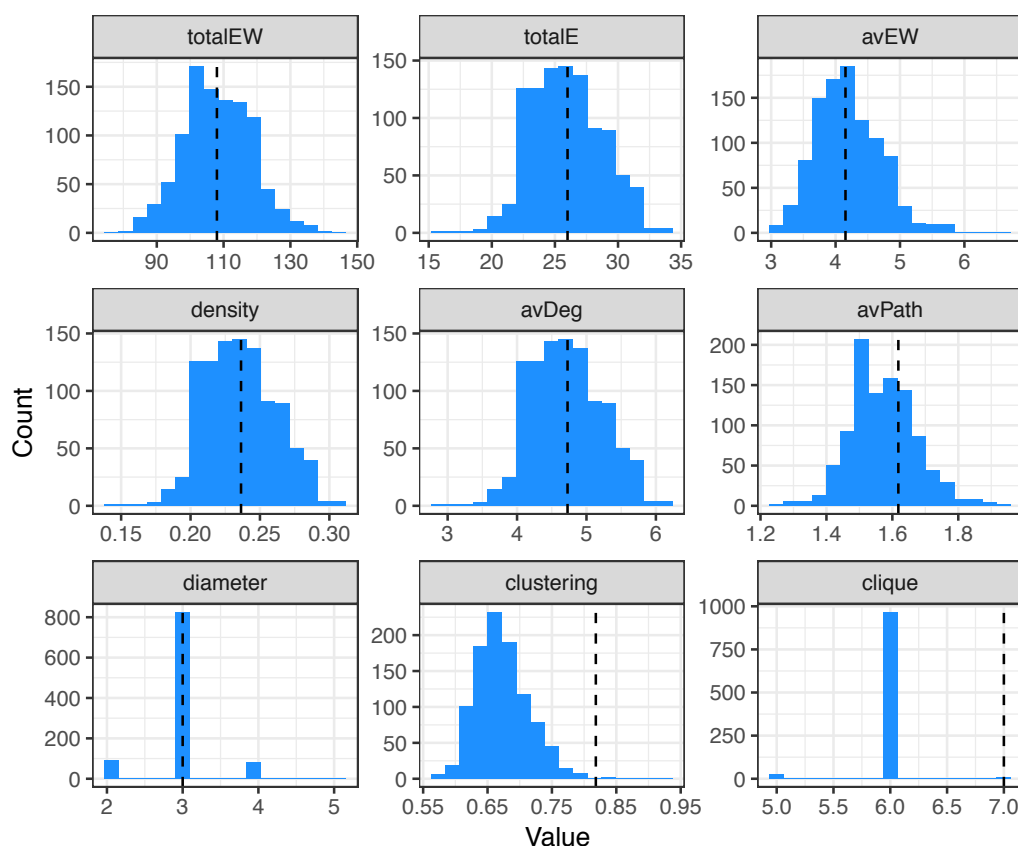 totalEW totalE avEW
150 100 50 0 150 100 50 0 150 100 50 0
90 110 130 150 15 20 25 30 35 3 4 5 6
density avDeg avPath
150 100 50 0 150 100 50 0 200 150 100 50 0
0.15 0.20 0.25 0.30 3 4 5 6 1.2 1.4 1.6 1.8
Count
diameter clustering clique
800 600 400 200 0 200 150 100 50 0 1000 750 500 250 0
2 3 4 5 0.55 0.65 0.75 0.85 0.95 5.0 5.5 6.0 6.5 7.0
Value